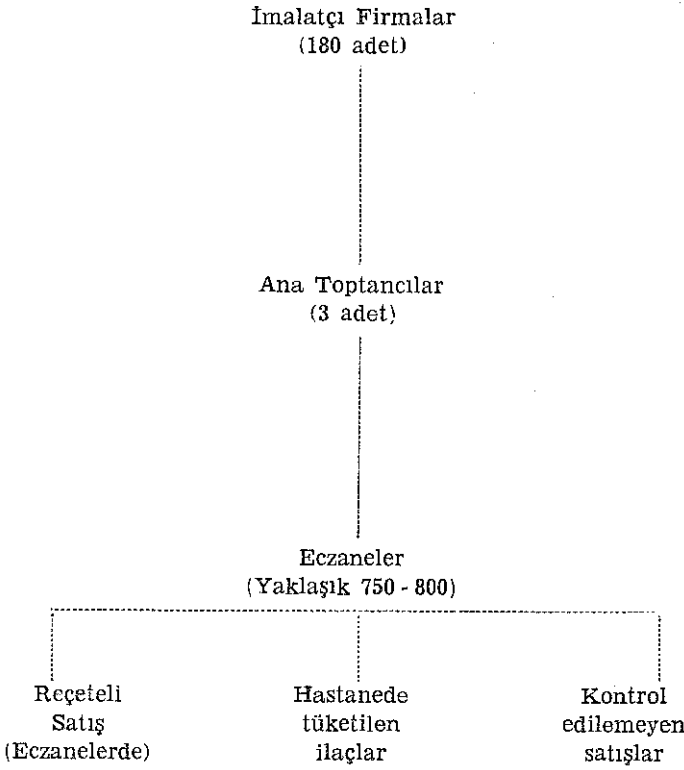 İmalatçı Firmalar
(180 adet)
Ana Toptancılar
(3 adet)
Eczaneler
(Yaklaşık 750 - 800)
Reçeteli
Satış
(Eczanelerde)
Hastanede
tüketilen
ilaçlar
Kontrol
edilemeyen
satışlar